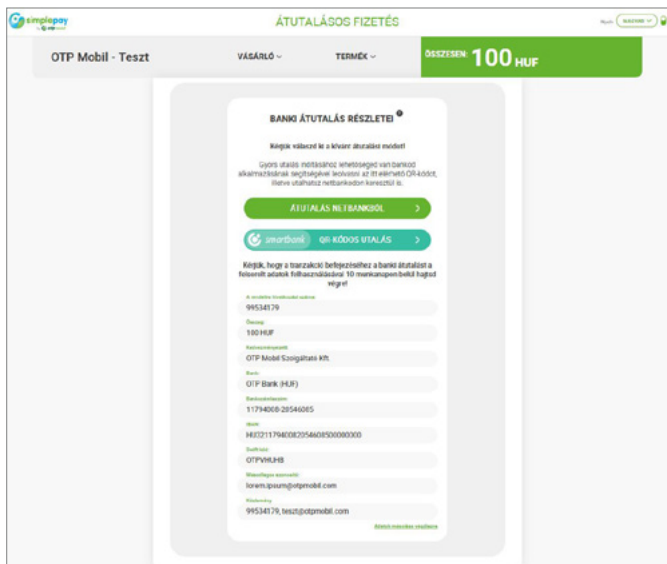 simplepay
ÁTUTALÁSOS FIZETÉS
OTP Mobil - Teszt
VÁSÁRLÓ
TERMÉK
ÖSSZESEN: 100 HUF
BANKI ÁTUTALÁS RÉSZLETEI
Kérjük válaszd ki a kívánt átutalási módot!
Gyors utalás indításához lehetőséged van bankod
alkalmazásának segítségével leolvasni az itt elérhető QR-kódot,
illetve utalhatsz netbankodon keresztül is.
ÁTUTALÁS NETBANKBÓL
smartbank QR-KÓDOS UTALÁS
Kérjük, hogy a tranzakció befejezéséhez a banki átutalást a
felsorolt adatok felhasználásával 10 munkanapon belül hajtsd
végre!
99534179
Összeg:
100 HUF
Kedvezményezett:
OTP Mobil Szolgáltató Kft.
Bank:
OTP Bank (HUF)
Bankszámlaszám:
11794008-20546085
IBAN:
Swift kód:
OTPVHUHB
lorem.ipsum@otpmobil.com
Közlemény:
99534179, teszt@otpmobil.com